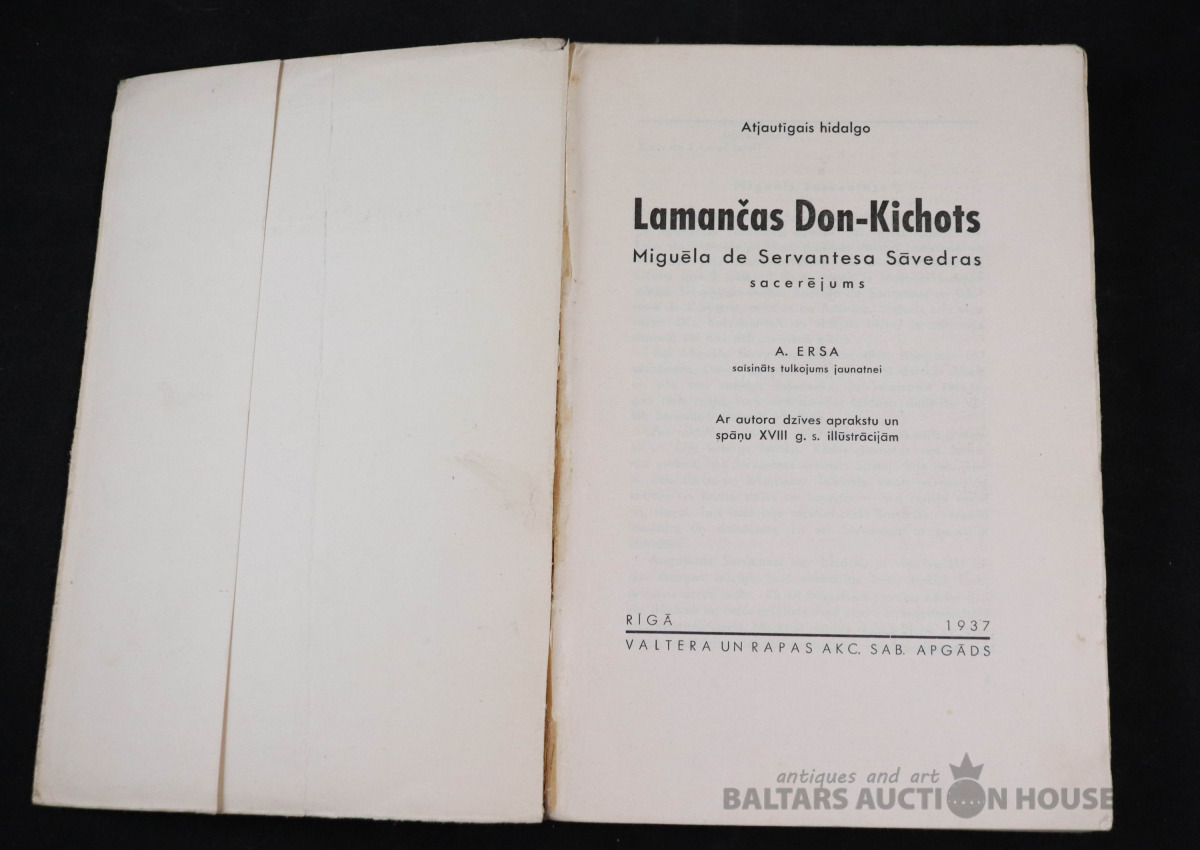 Atjautīgais hidalgo
Lamančas Don-Kichots
Miguēla de Servantesa Sāvedras
sacerējums
A. ERSA
saisināts tulkojums jaunatnei
Ar autora dzīves aprakstu un
spāņu XVIII g. s. illūstrācijām
RĪGĀ 1937
VALTERA UN RAPAS AKC. SAB. APGĀDS
antiques and art
BALTARS AUCTION HOUSE